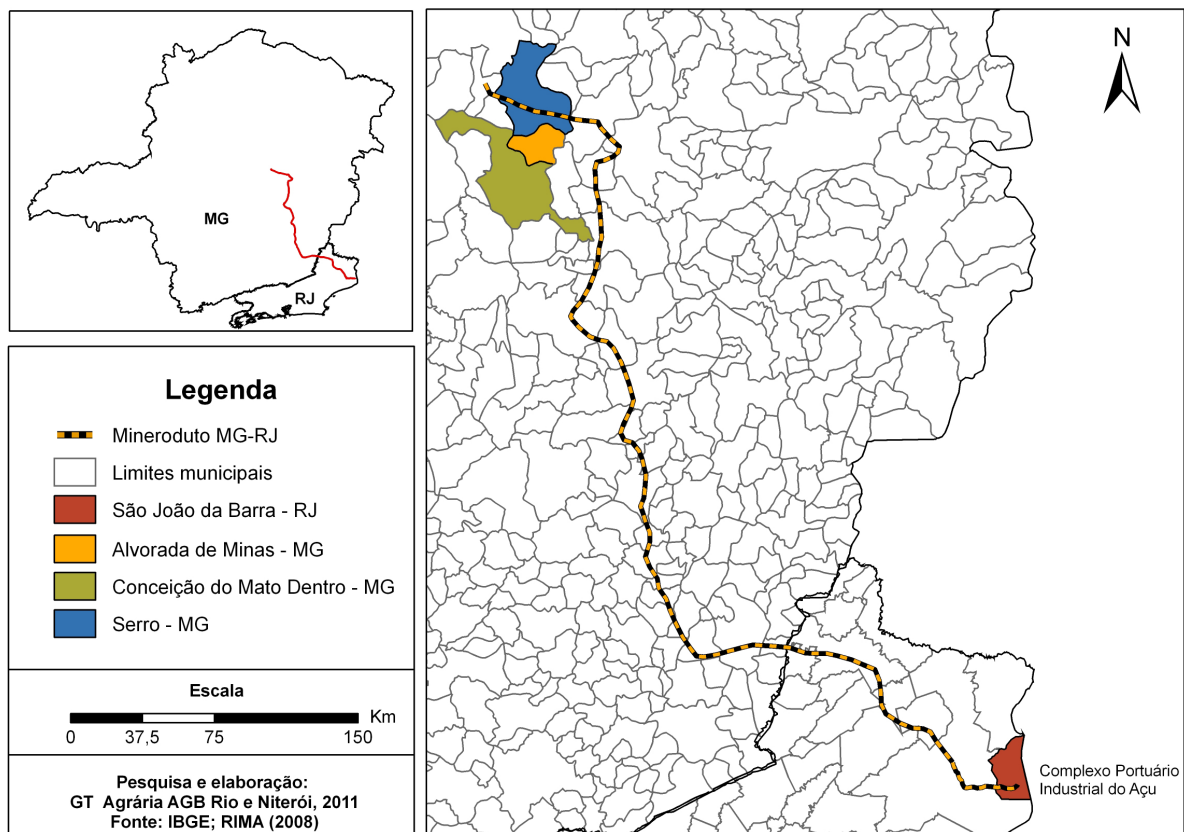 MG
RJ
Legenda
Mineroduto MG-RJ
Limites municipais
São João da Barra - RJ
Alvorada de Minas - MG
Conceição do Mato Dentro - MG
Serro - MG
Escala
Km
0 37,5 75 150
Pesquisa e elaboração:
GT Agrária AGB Rio e Niterói, 2011
Fonte: IBGE; RIMA (2008)
N
Complexo Portuário
Industrial do Açu